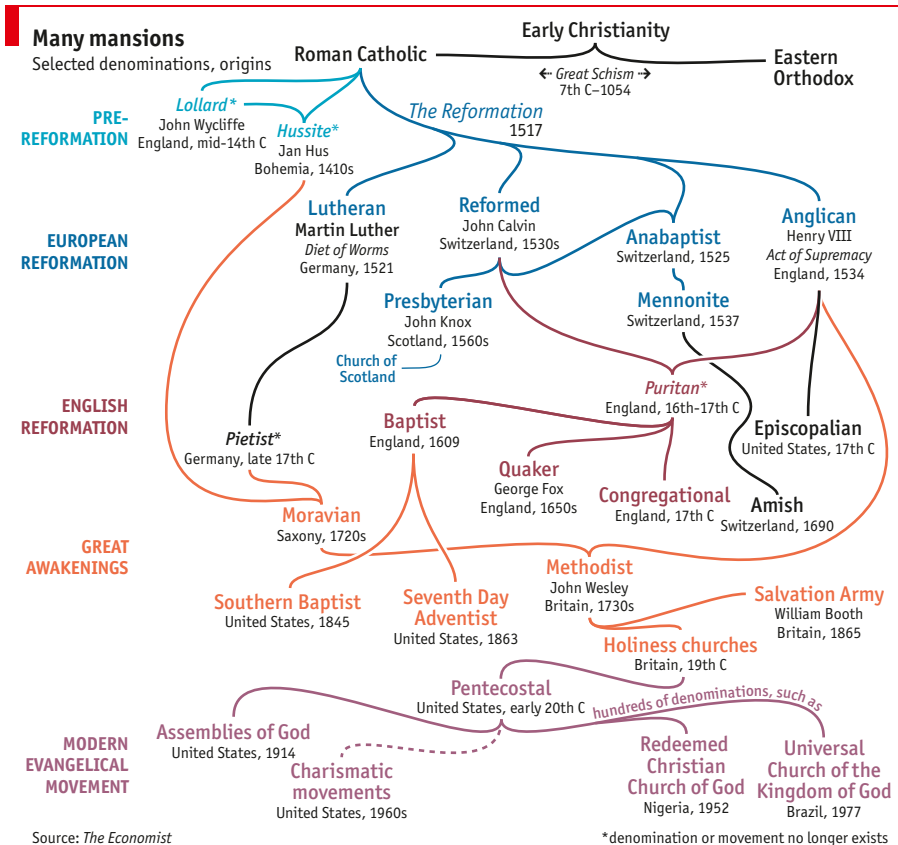 Many mansions
Selected denominations, origins
Early Christianity
Roman Catholic
Eastern
Orthodox
Great Schism
7th C–1054
PRE-
REFORMATION
Lollard*
John Wycliffe
England, mid-14th C
Hussite*
Jan Hus
Bohemia, 1410s
The Reformation
1517
EUROPEAN
REFORMATION
Lutheran
Martin Luther
Diet of Worms
Germany, 1521
Reformed
John Calvin
Switzerland, 1530s
Anabaptist
Switzerland, 1525
Anglican
Henry VIII
Act of Supremacy
England, 1534
Presbyterian
John Knox
Scotland, 1560s
Church of
Scotland
Mennonite
Switzerland, 1537
ENGLISH
REFORMATION
Puritan*
England, 16th-17th C
Baptist
England, 1609
Pietist*
Germany, late 17th C
Episcopalian
United States, 17th C
Quaker
George Fox
England, 1650s
Congregational
England, 17th C
Amish
Switzerland, 1690
GREAT
AWAKENINGS
Moravian
Saxony, 1720s
Methodist
John Wesley
Britain, 1730s
Southern Baptist
United States, 1845
Seventh Day
Adventist
United States, 1863
Salvation Army
William Booth
Britain, 1865
Holiness churches
Britain, 19th C
MODERN
EVANGELICAL
MOVEMENT
Pentecostal
United States, early 20th C
hundreds of denominations, such as
Assemblies of God
United States, 1914
Charismatic
movements
United States, 1960s
Redeemed
Christian
Church of God
Nigeria, 1952
Universal
Church of the
Kingdom of God
Brazil, 1977
Source: The Economist
*denomination or movement no longer exists